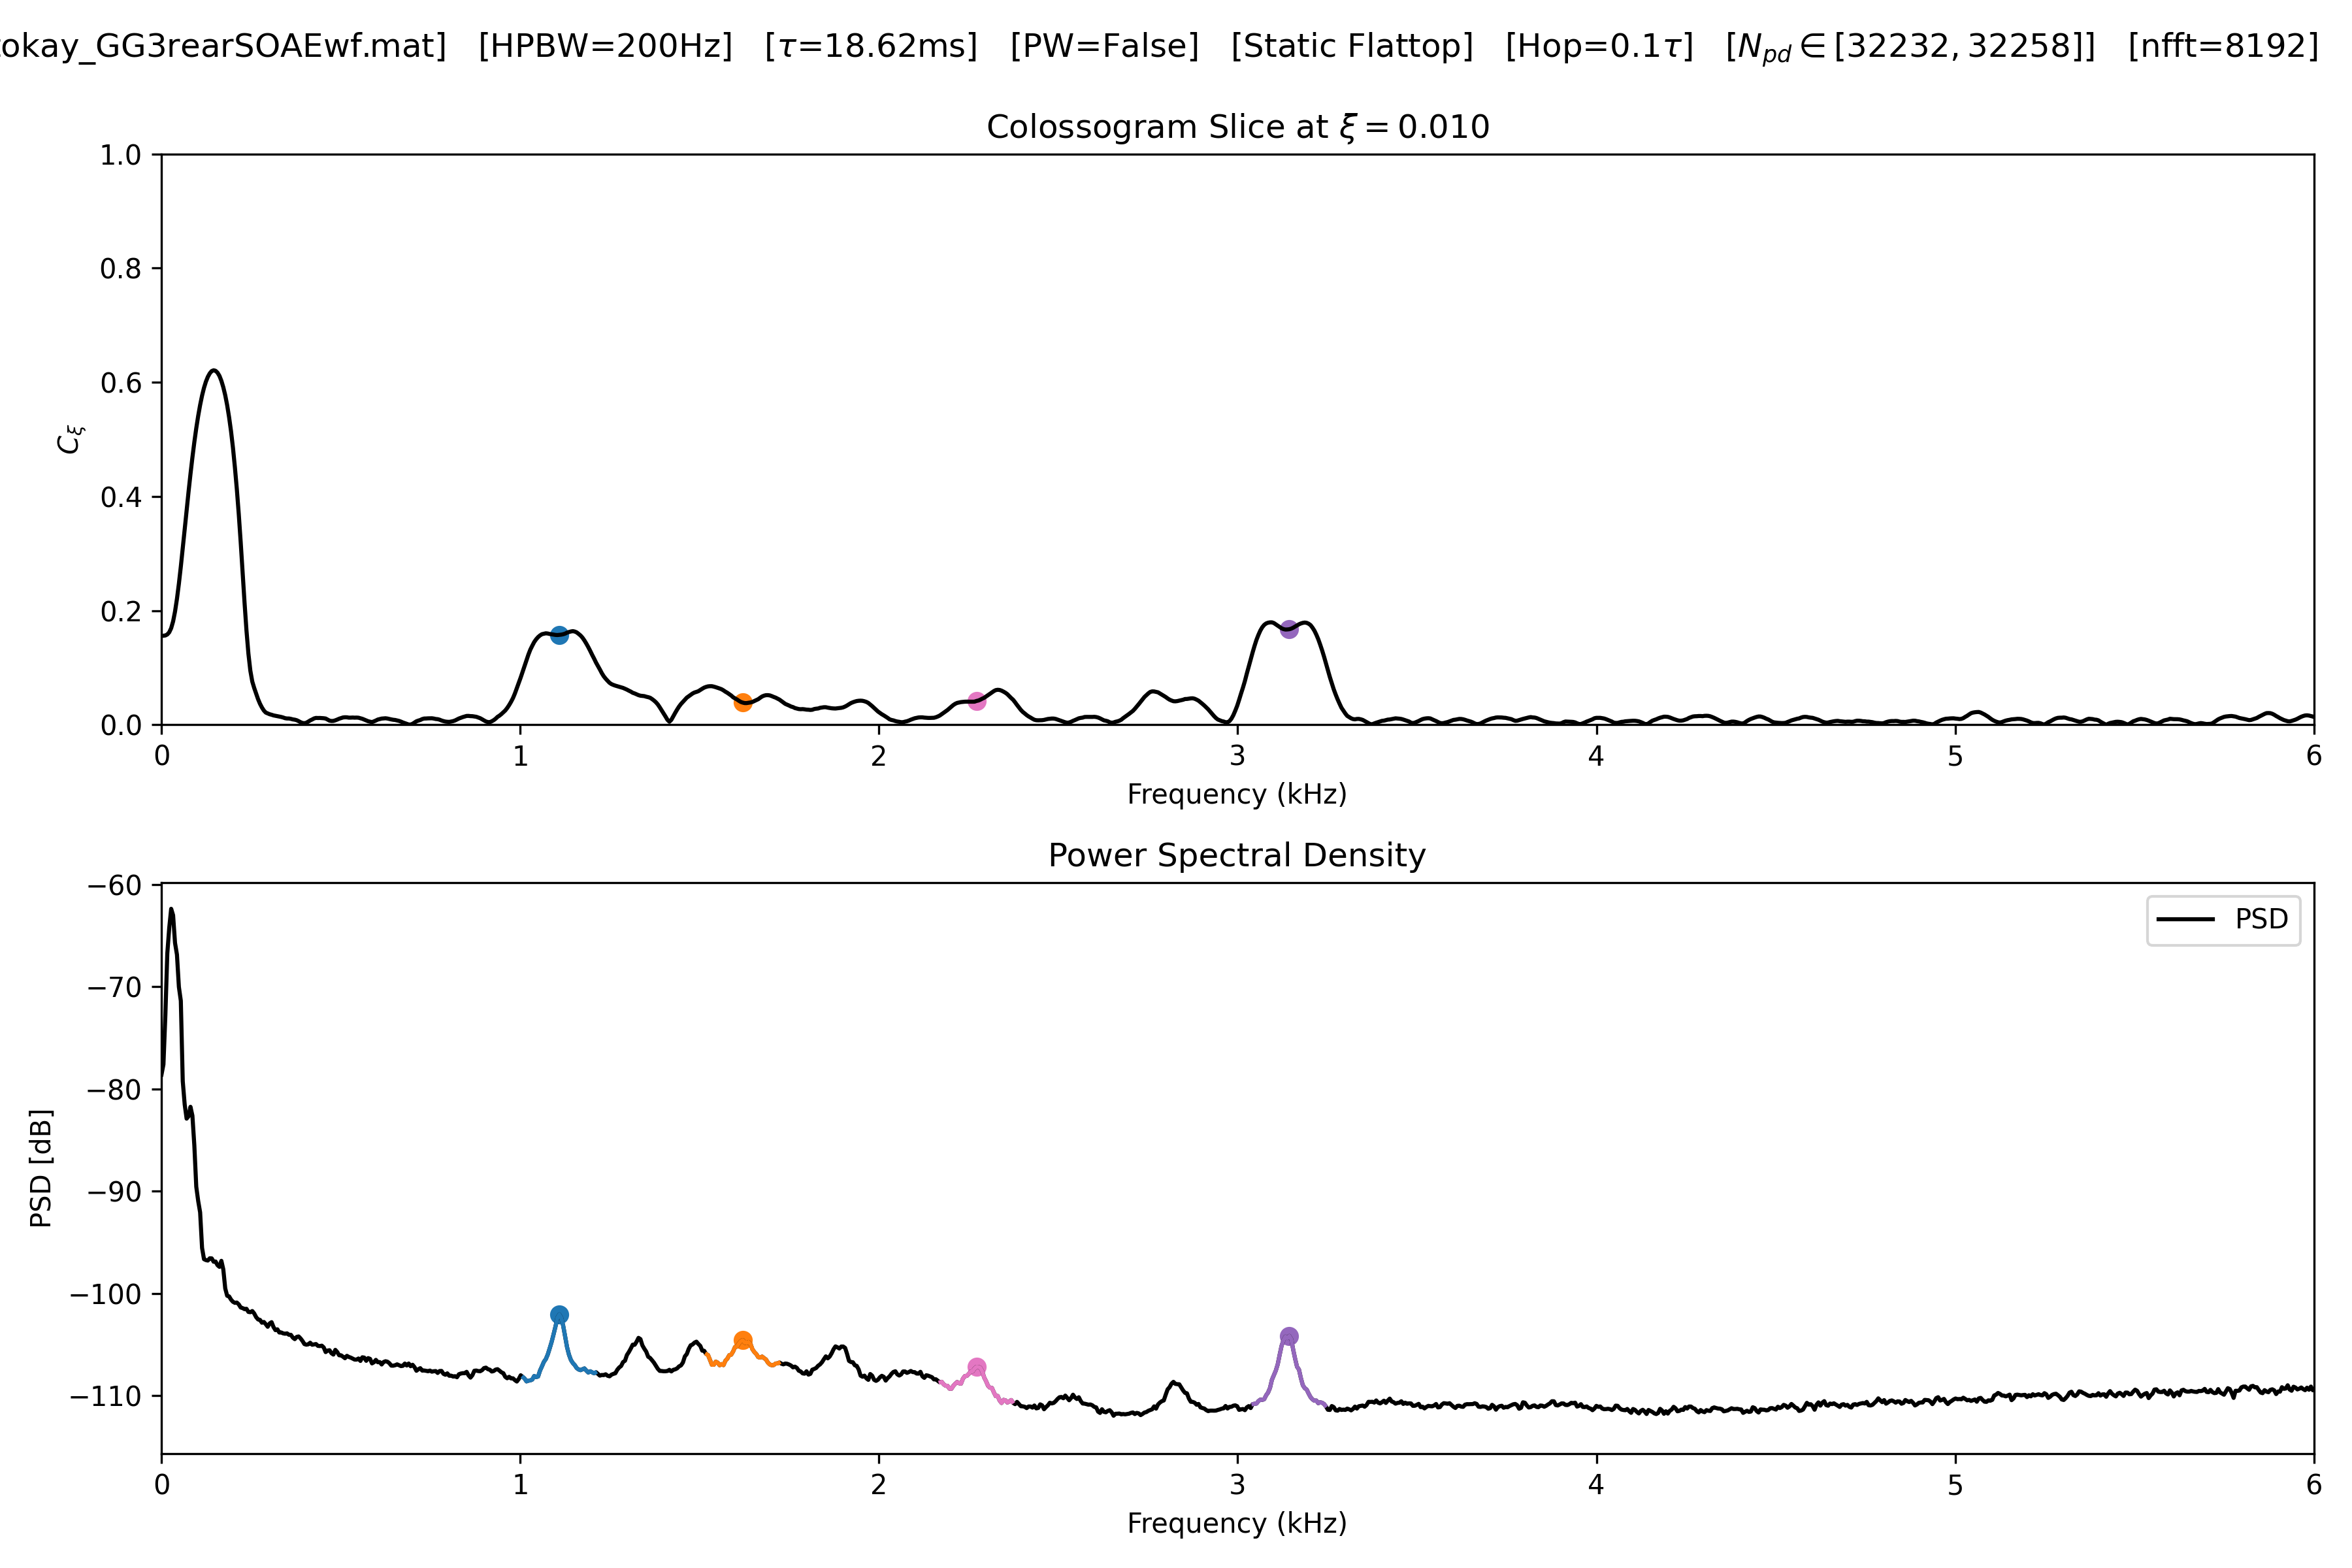 okay_GG3rearSOAEwf.mat] [HPBW=200Hz] [τ=18.62ms] [PW=False] [Static Flattop] [Hop=0.1τ] [N_pd ∈ [32232, 32258]] [nfft=8192]
Colossogram Slice at ξ = 0.010
1.0
0.8
0.6
0.4
0.2
0.0
C_ξ
0 1 2 3 4 5 6
Frequency (kHz)
Power Spectral Density
−60
−70
−80
−90
−100
−110
PSD [dB]
PSD
0 1 2 3 4 5 6
Frequency (kHz)